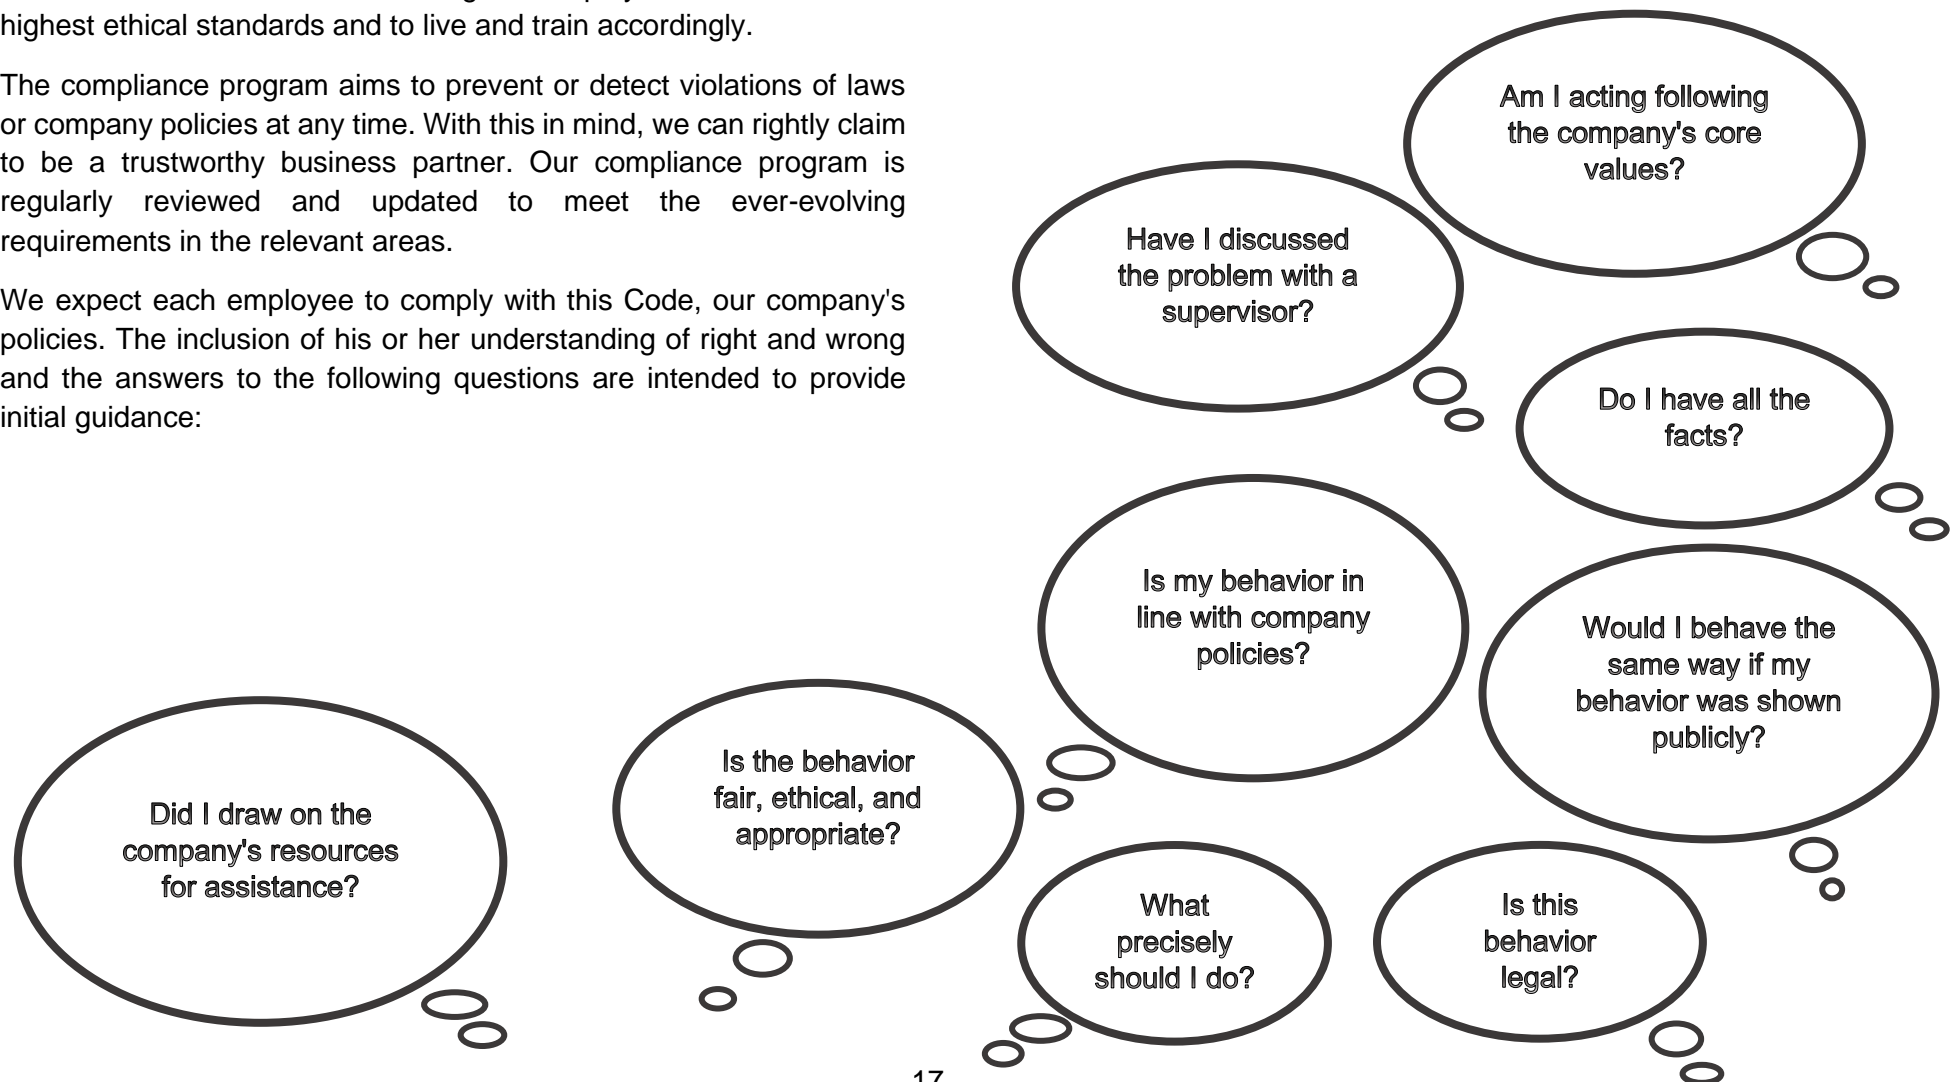 highest ethical standards and to live and train accordingly.
The compliance program aims to prevent or detect violations of laws
or company policies at any time. With this in mind, we can rightly claim
to be a trustworthy business partner. Our compliance program is
regularly reviewed and updated to meet the ever-evolving
requirements in the relevant areas.
We expect each employee to comply with this Code, our company's
policies. The inclusion of his or her understanding of right and wrong
and the answers to the following questions are intended to provide
initial guidance:
Am I acting following
the company's core
values?
Have I discussed
the problem with a
supervisor?
Do I have all the
facts?
Is my behavior in
line with company
policies?
Would I behave the
same way if my
behavior was shown
publicly?
Is the behavior
fair, ethical, and
appropriate?
Did I draw on the
company's resources
for assistance?
What
precisely
should I do?
Is this
behavior
legal?
17